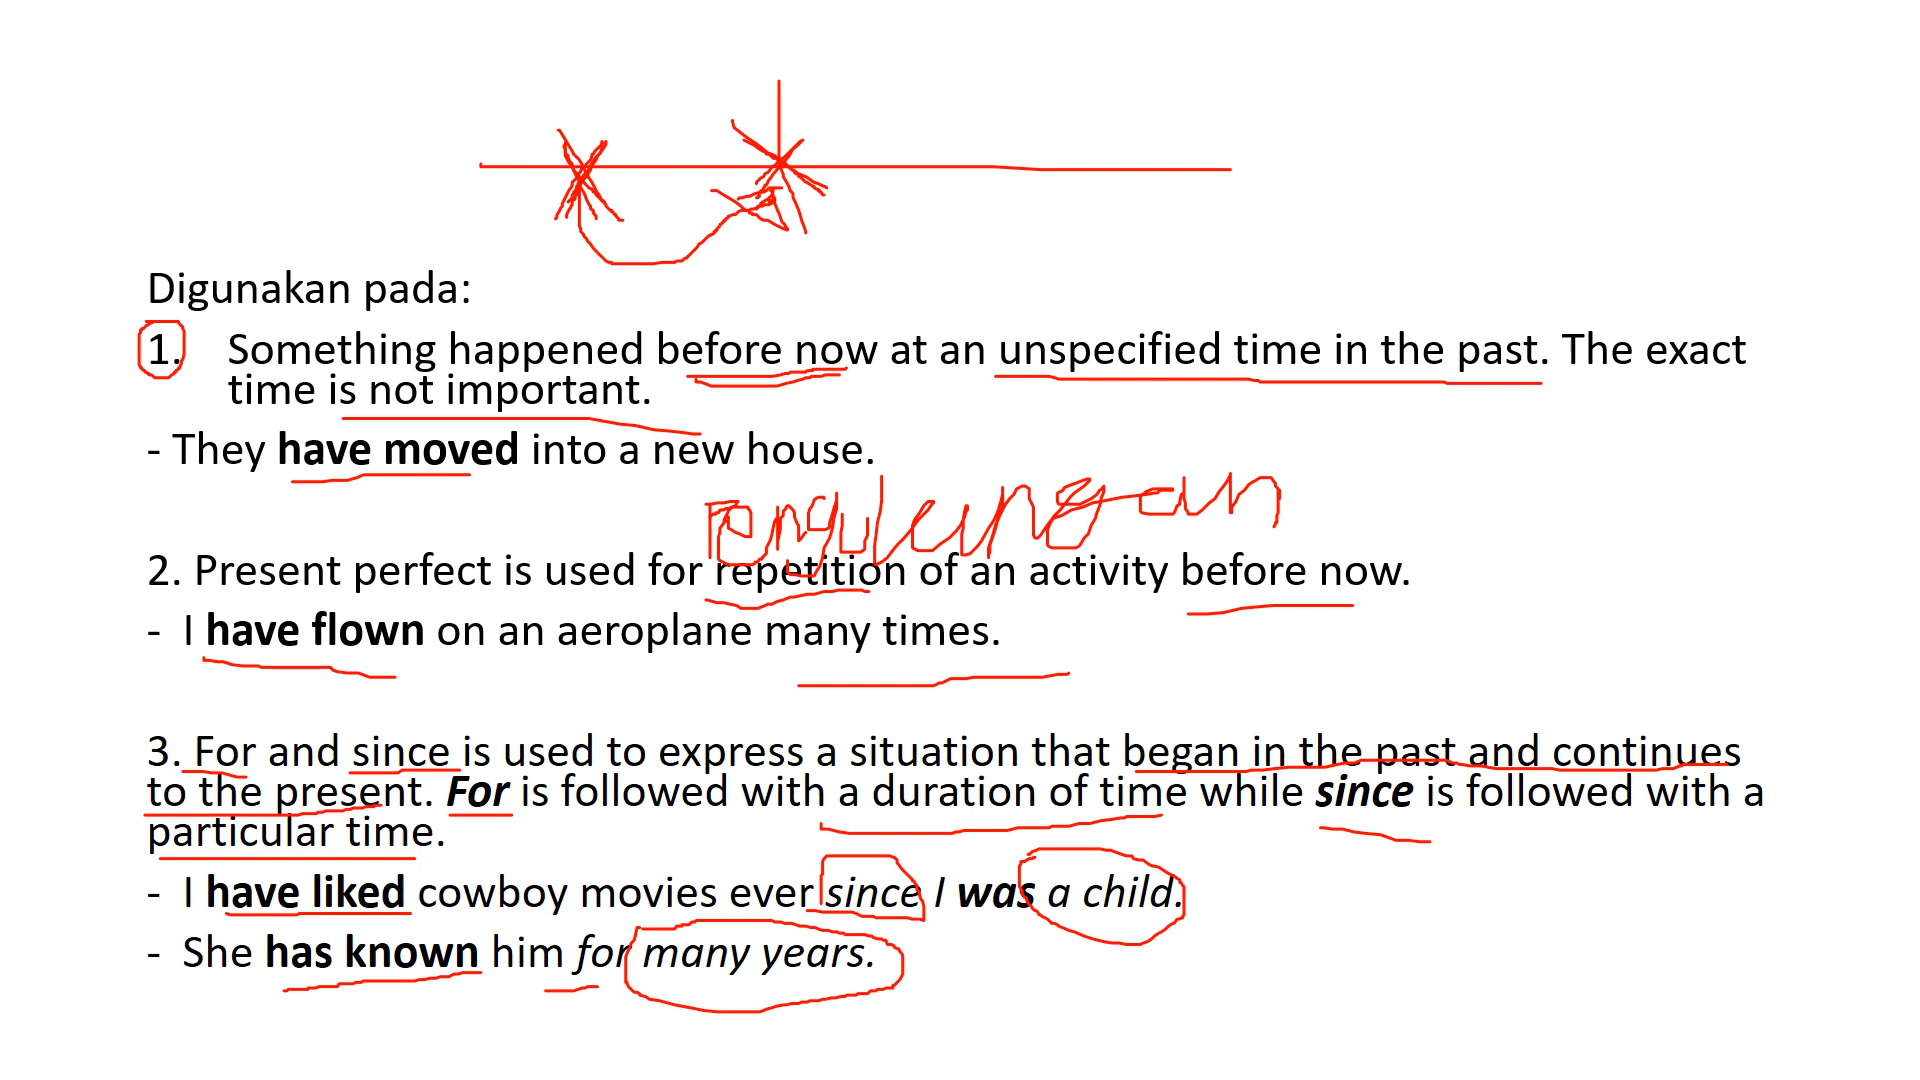 Digunakan pada:
1. Something happened before now at an unspecified time in the past. The exact
time is not important.
- They have moved into a new house.
Pengulangan
2. Present perfect is used for repetition of an activity before now.
- I have flown on an aeroplane many times.
3. For and since is used to express a situation that began in the past and continues
to the present. For is followed with a duration of time while since is followed with a
particular time.
- I have liked cowboy movies ever since I was a child.
- She has known him for many years.